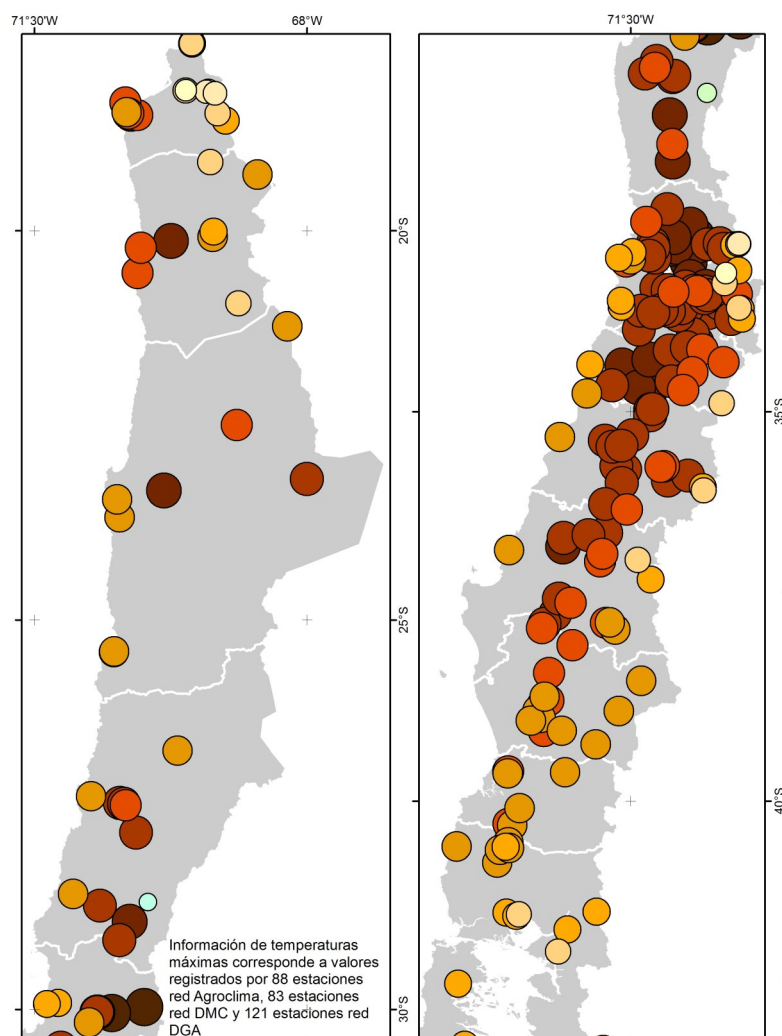 71°30'W
68°W
71°30'W
20°S
25°S
30°S
35°S
40°S
Información de temperaturas
máximas corresponde a valores
registrados por 88 estaciones
red Agroclima, 83 estaciones
red DMC y 121 estaciones red
DGA